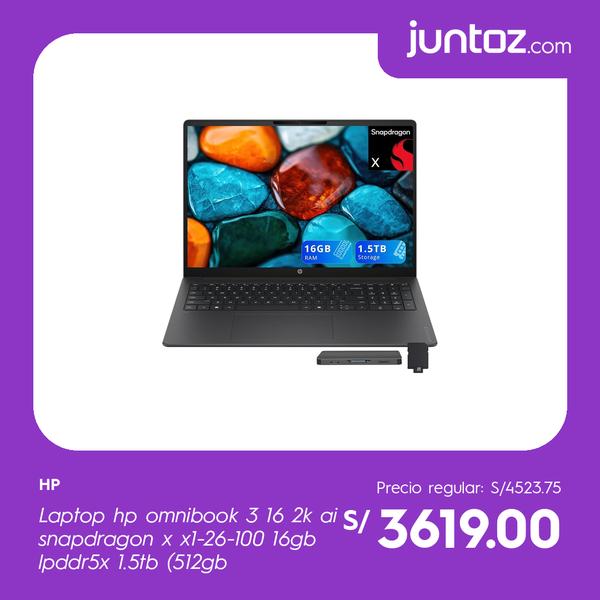 juntoz.com
Snapdragon
X
16GB
RAM
1.5TB
Storage
HP
Precio regular: S/4523.75
Laptop hp omnibook 3 16 2k ai
snapdragon x x1-26-100 16gb
lpddr5x 1.5tb (512gb
S/ 3619.00